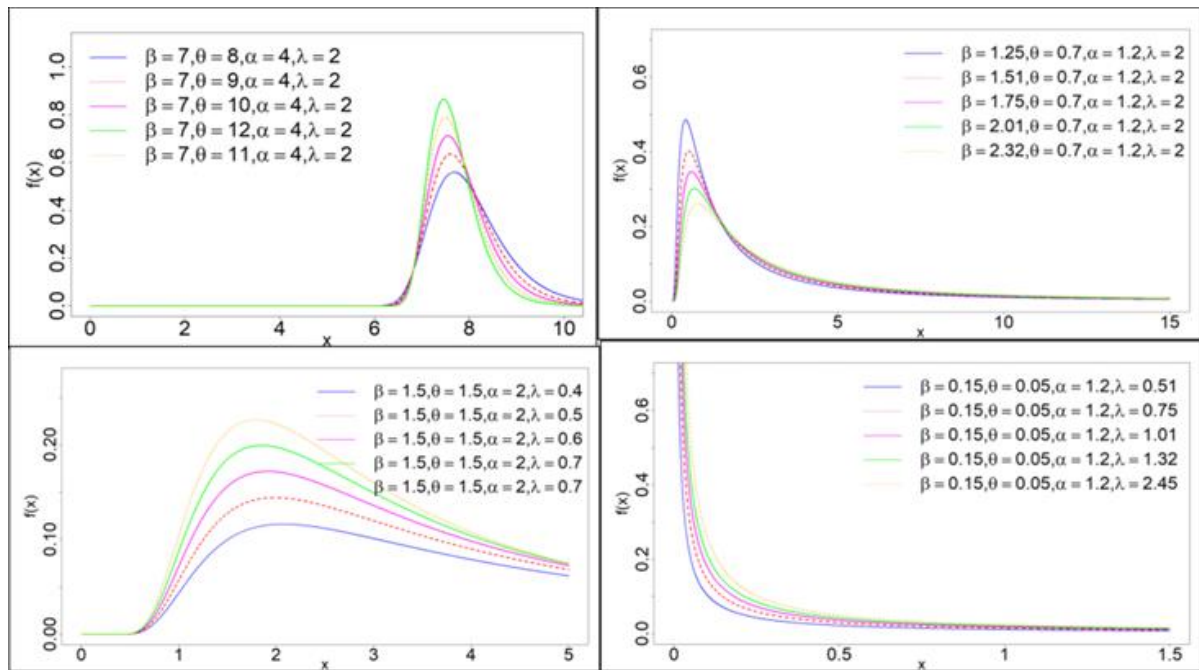 β = 7,θ = 8,α = 4,λ = 2
β = 7,θ = 9,α = 4,λ = 2
β = 7,θ = 10,α = 4,λ = 2
β = 7,θ = 12,α = 4,λ = 2
β = 7,θ = 11,α = 4,λ = 2
f(x)
1.0
0.8
0.6
0.4
0.2
0.0
0 2 4 6 8 10
x
β = 1.25,θ = 0.7,α = 1.2,λ = 2
β = 1.51,θ = 0.7,α = 1.2,λ = 2
β = 1.75,θ = 0.7,α = 1.2,λ = 2
β = 2.01,θ = 0.7,α = 1.2,λ = 2
β = 2.32,θ = 0.7,α = 1.2,λ = 2
f(x)
0.6
0.4
0.2
0.0
0 5 10 15
x
β = 1.5,θ = 1.5,α = 2,λ = 0.4
β = 1.5,θ = 1.5,α = 2,λ = 0.5
β = 1.5,θ = 1.5,α = 2,λ = 0.6
β = 1.5,θ = 1.5,α = 2,λ = 0.7
β = 1.5,θ = 1.5,α = 2,λ = 0.7
f(x)
0.20
0.10
0.00
0 1 2 3 4 5
x
β = 0.15,θ = 0.05,α = 1.2,λ = 0.51
β = 0.15,θ = 0.05,α = 1.2,λ = 0.75
β = 0.15,θ = 0.05,α = 1.2,λ = 1.01
β = 0.15,θ = 0.05,α = 1.2,λ = 1.32
β = 0.15,θ = 0.05,α = 1.2,λ = 2.45
f(x)
0.6
0.4
0.2
0.0
0.0 0.5 1.0 1.5
x